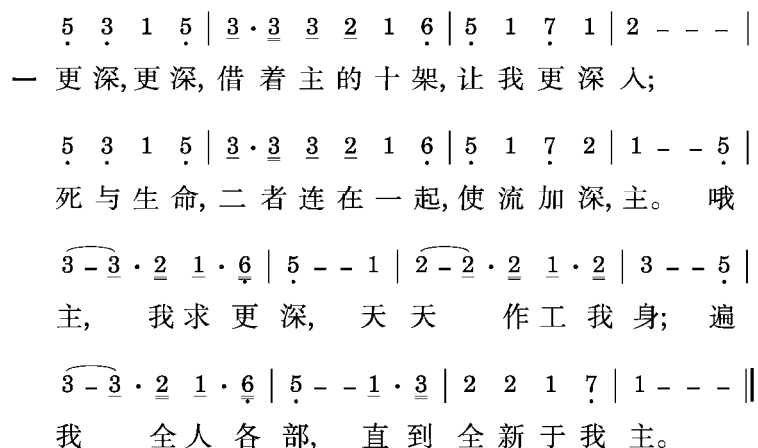 5 3 1 5 | 3 · 3 3 2 1 6 | 5 1 7 1 | 2 - - - |
一 更深,更深,借着主的十架,让我更深入;
5 3 1 5 | 3 · 3 3 2 1 6 | 5 1 7 2 | 1 - - 5 |
死与生命,二者连在一起,使流加深,主。 哦
3 - 3 · 2 1 · 6 | 5 - - 1 | 2 - 2 · 2 1 · 2 | 3 - - 5 |
主, 我求更深, 天天 作工我身; 遍
3 - 3 · 2 1 · 6 | 5 - - 1 · 3 | 2 2 1 7 | 1 - - - ‖
我 全人各部, 直到全新于我主。